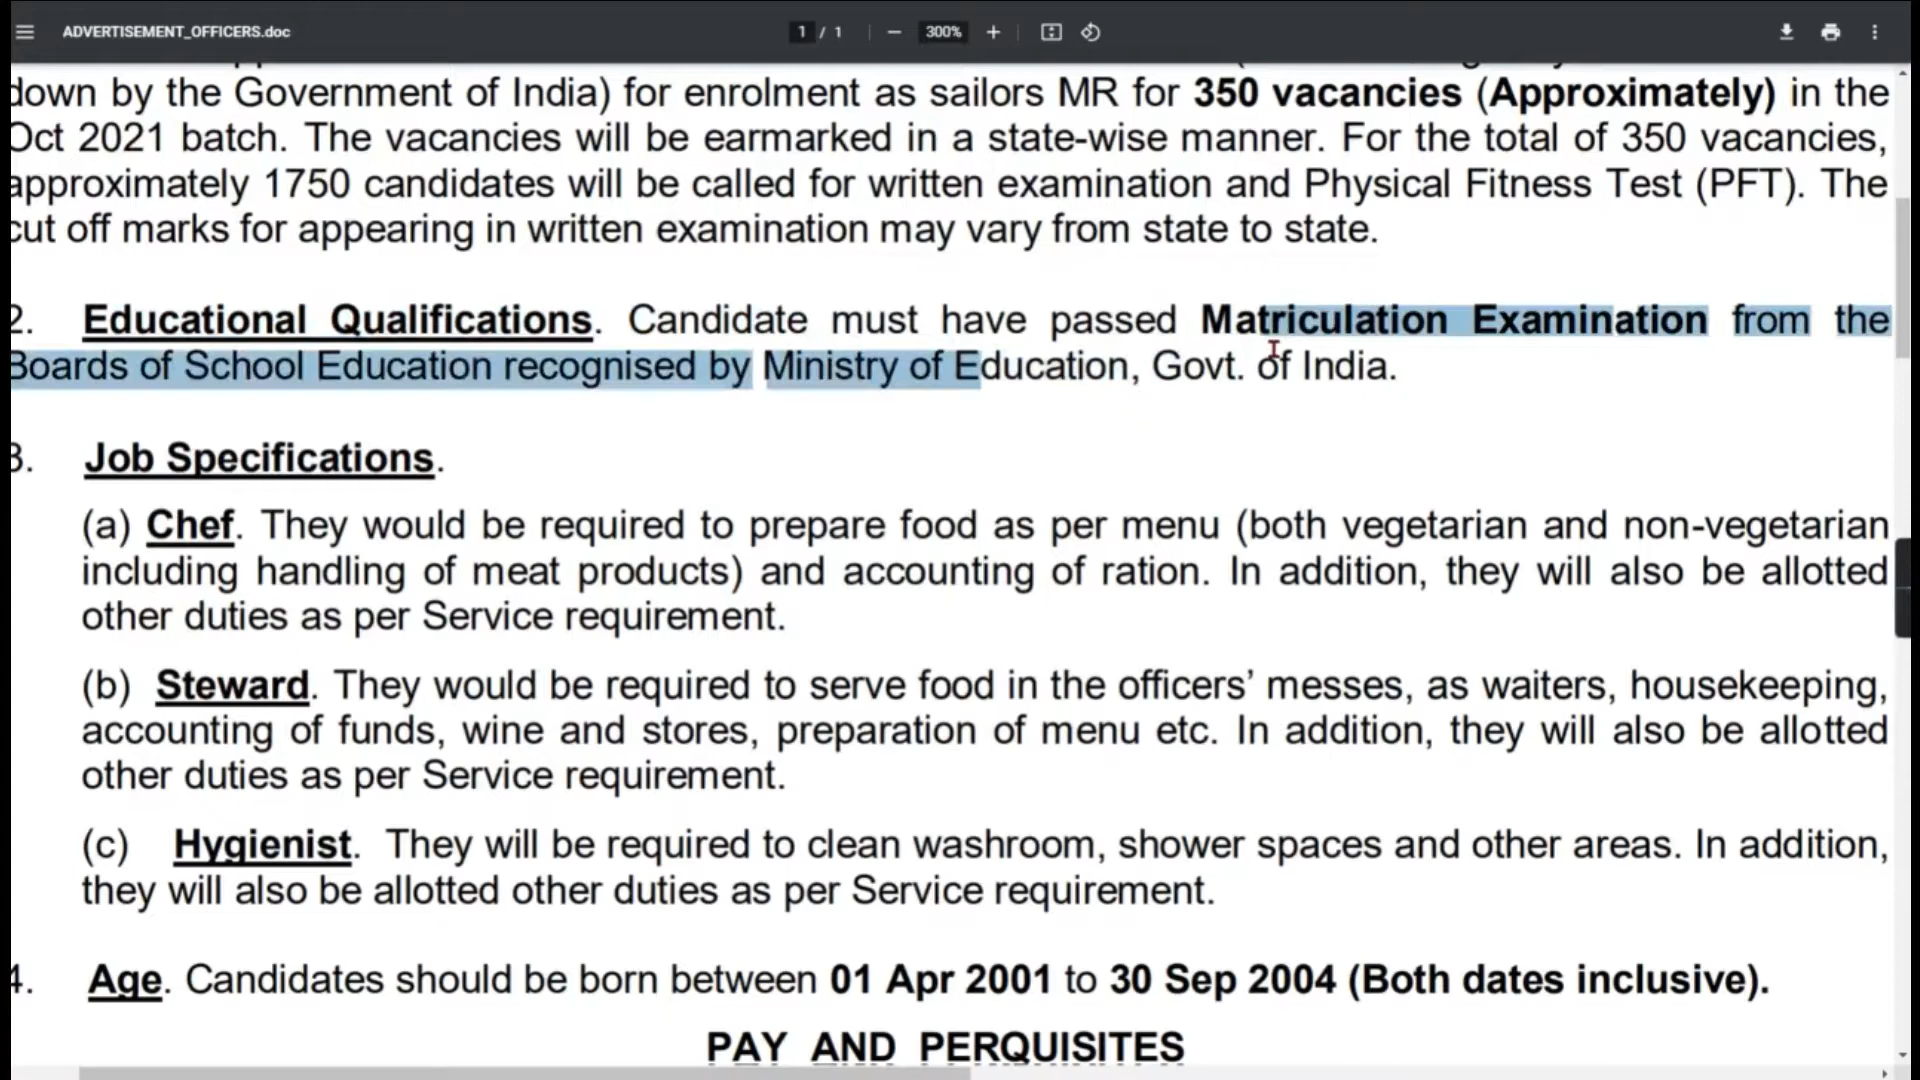 ADVERTISEMENT_OFFICERS.doc
1 / 1
300%
down by the Government of India) for enrolment as sailors MR for 350 vacancies (Approximately) in the
Oct 2021 batch. The vacancies will be earmarked in a state-wise manner. For the total of 350 vacancies,
approximately 1750 candidates will be called for written examination and Physical Fitness Test (PFT). The
cut off marks for appearing in written examination may vary from state to state.
2. Educational Qualifications. Candidate must have passed Matriculation Examination from the
Boards of School Education recognised by Ministry of Education, Govt. of India.
3. Job Specifications.
(a) Chef. They would be required to prepare food as per menu (both vegetarian and non-vegetarian
including handling of meat products) and accounting of ration. In addition, they will also be allotted
other duties as per Service requirement.
(b) Steward. They would be required to serve food in the officers’ messes, as waiters, housekeeping,
accounting of funds, wine and stores, preparation of menu etc. In addition, they will also be allotted
other duties as per Service requirement.
(c) Hygienist. They will be required to clean washroom, shower spaces and other areas. In addition,
they will also be allotted other duties as per Service requirement.
4. Age. Candidates should be born between 01 Apr 2001 to 30 Sep 2004 (Both dates inclusive).
PAY AND PERQUISITES